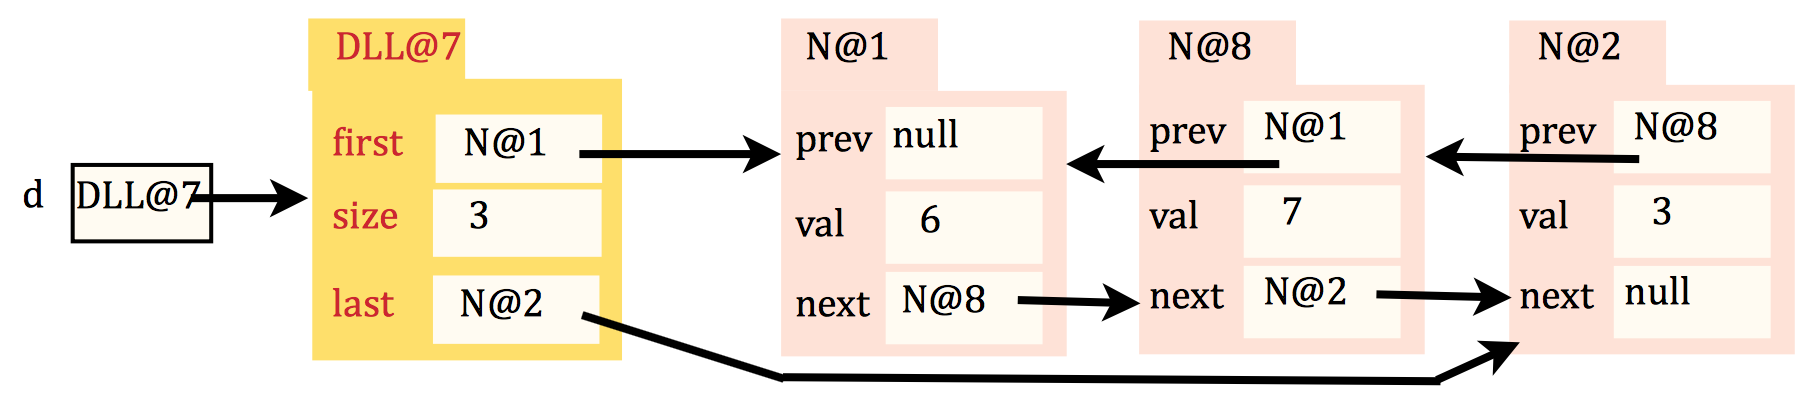 d DLL@7
DLL@7
first N@1
size 3
last N@2
N@1
prev null
val 6
next N@8
N@8
prev N@1
val 7
next N@2
N@2
prev N@8
val 3
next null